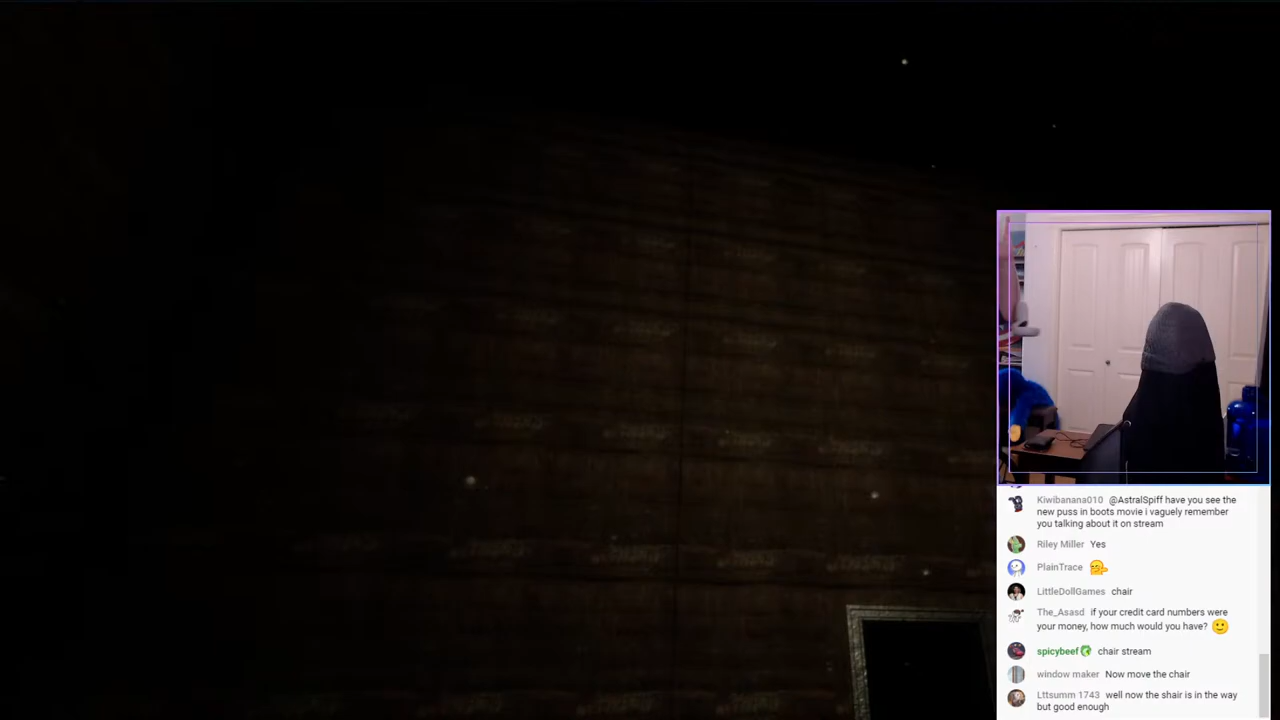 Kiwibanana010 @AstralSpiff have you see the
new puss in boots movie i vaguely remember
you talking about it on stream
Riley Miller Yes
PlainTrace
LittleDollGames chair
The_Asasd if your credit card numbers were
your money, how much would you have?
spicybeef chair stream
window maker Now move the chair
Lttsumm 1743 well now the shair is in the way
but good enough